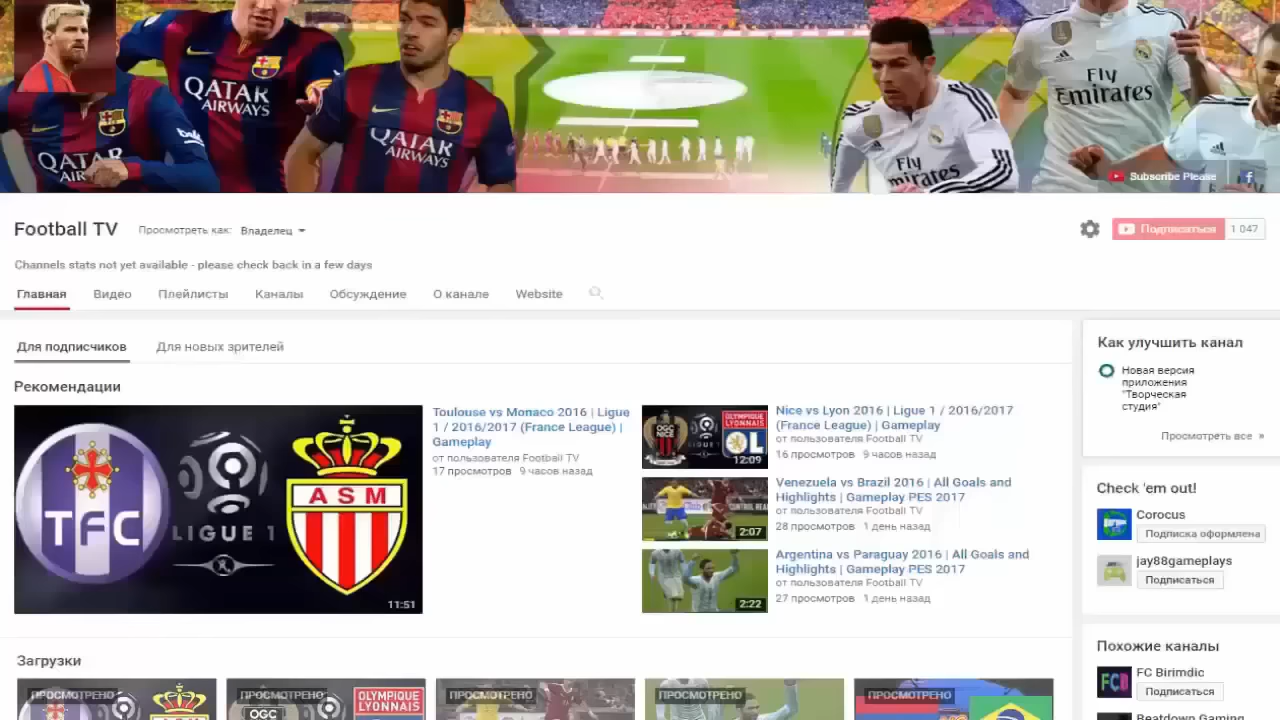 QATAR
AIRWAYS
QATAR
AIRWAYS
QATAR
AIR
Fly
Emirates
Fly
Emirates
Subscribe Please
Football TV
Просмотреть как:
Владелец
Подписаться
1 047
Channels stats not yet available - please check back in a few days
Главная
Видео
Плейлисты
Каналы
Обсуждение
О канале
Website
Для подписчиков
Для новых зрителей
Рекомендации
TFC
LIGUE 1
ASM
11:51
Toulouse vs Monaco 2016 | Ligue
1 / 2016/2017 (France League) |
Gameplay
от пользователя Football TV
17 просмотров 9 часов назад
OGC
NICE
LIGUE 1
OLYMPIQUE
LYONNAIS
OL
12:09
Nice vs Lyon 2016 | Ligue 1 / 2016/2017
(France League) | Gameplay
от пользователя Football TV
16 просмотров 9 часов назад
2:07
Venezuela vs Brazil 2016 | All Goals and
Highlights | Gameplay PES 2017
от пользователя Football TV
28 просмотров 1 день назад
2:22
Argentina vs Paraguay 2016 | All Goals and
Highlights | Gameplay PES 2017
от пользователя Football TV
27 просмотров 1 день назад
Как улучшить канал
Новая версия
приложения
"Творческая
студия"
Просмотреть все »
Check 'em out!
Corocus
Подписка оформлена
jay88gameplays
Подписаться
Похожие каналы
FCB
FC Birimdic
Подписаться
Beatdown Gaming
Загрузки
ПРОСМОТРЕНО
ПРОСМОТРЕНО
OGC
OLYMPIQUE
LYONNAIS
ПРОСМОТРЕНО
ПРОСМОТРЕНО
ПРОСМОТРЕНО